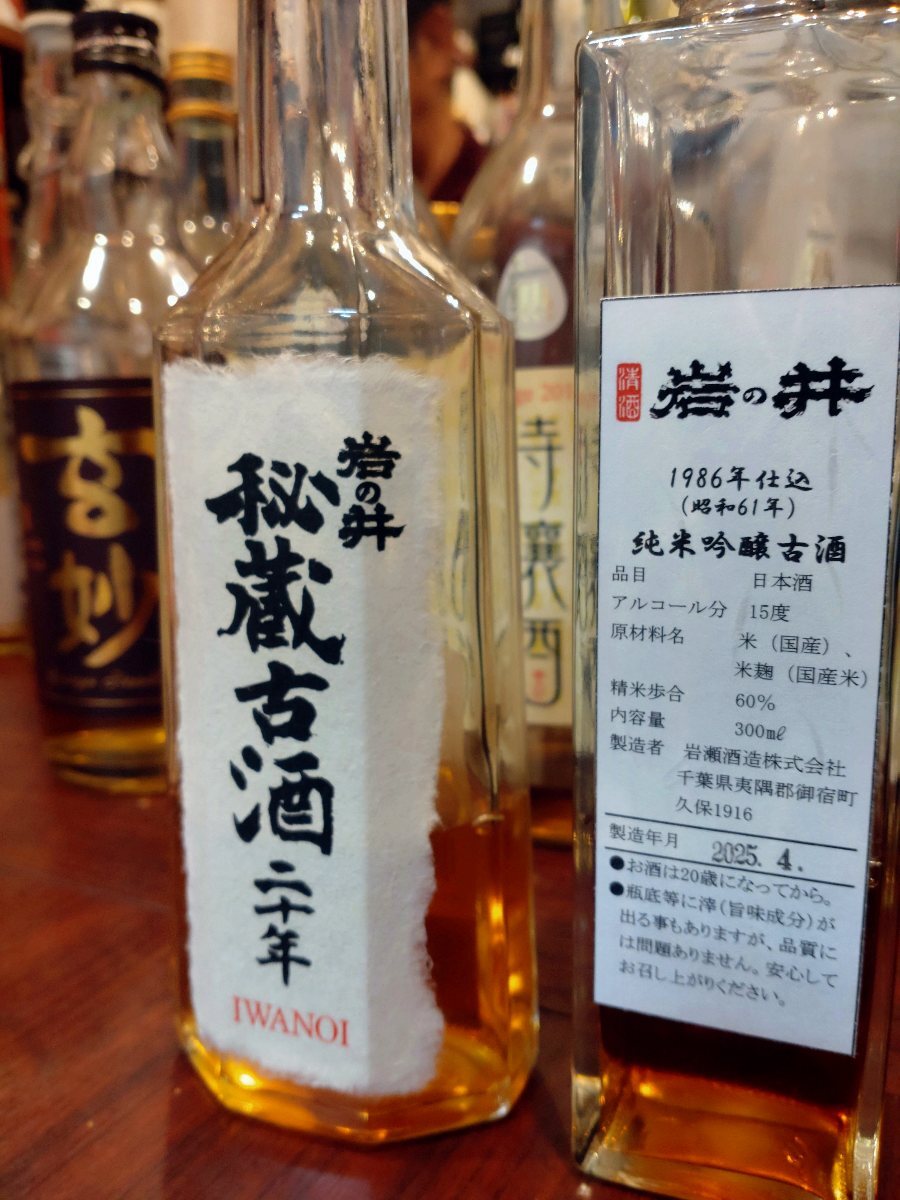 玄妙
岩の井
秘蔵古酒
二十年
IWANOI
寺
酒
清酒
岩の井
1986年仕込
(昭和61年)
純米吟醸古酒
品目 日本酒
アルコール分 15度
原材料名 米（国産）、
米麹（国産米）
精米歩合 60%
内容量 300㎖
製造者 岩瀬酒造株式会社
千葉県夷隅郡御宿町
久保1916
製造年月 2025. 4.
●お酒は20歳になってから。
●瓶底等に滓（旨味成分）が
出る事もありますが、品質に
は問題ありません。安心して
お召し上がりください。